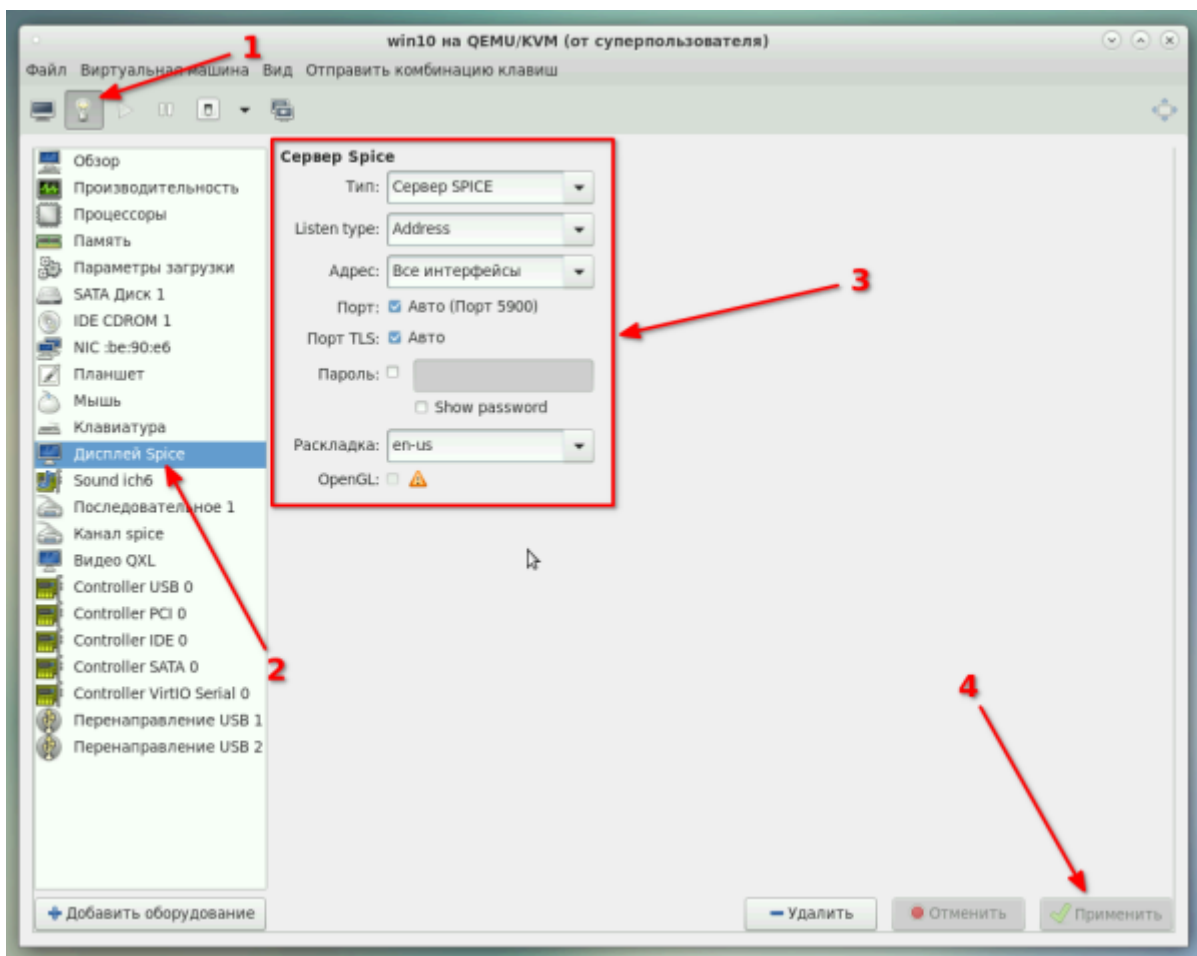 win10 на QEMU/KVM (от суперпользователя)
1
Файл Виртуальная машина Вид Отправить комбинацию клавиш
Обзор
Производительность
Процессоры
Память
Параметры загрузки
SATA Диск 1
IDE CDROM 1
NIC :be:90:e6
Планшет
Мышь
Клавиатура
Дисплей Spice
Sound ich6
Последовательное 1
Канал spice
Видео QXL
Controller USB 0
Controller PCI 0
Controller IDE 0
Controller SATA 0
Controller VirtIO Serial 0
Перенаправление USB 1
Перенаправление USB 2
Сервер Spice
Тип: Сервер SPICE
Listen type: Address
Адрес: Все интерфейсы
Порт: Авто (Порт 5900)
Порт TLS: Авто
Пароль:
Show password
Раскладка: en-us
OpenGL:
3
2
4
Добавить оборудование
Удалить
Отменить
Применить